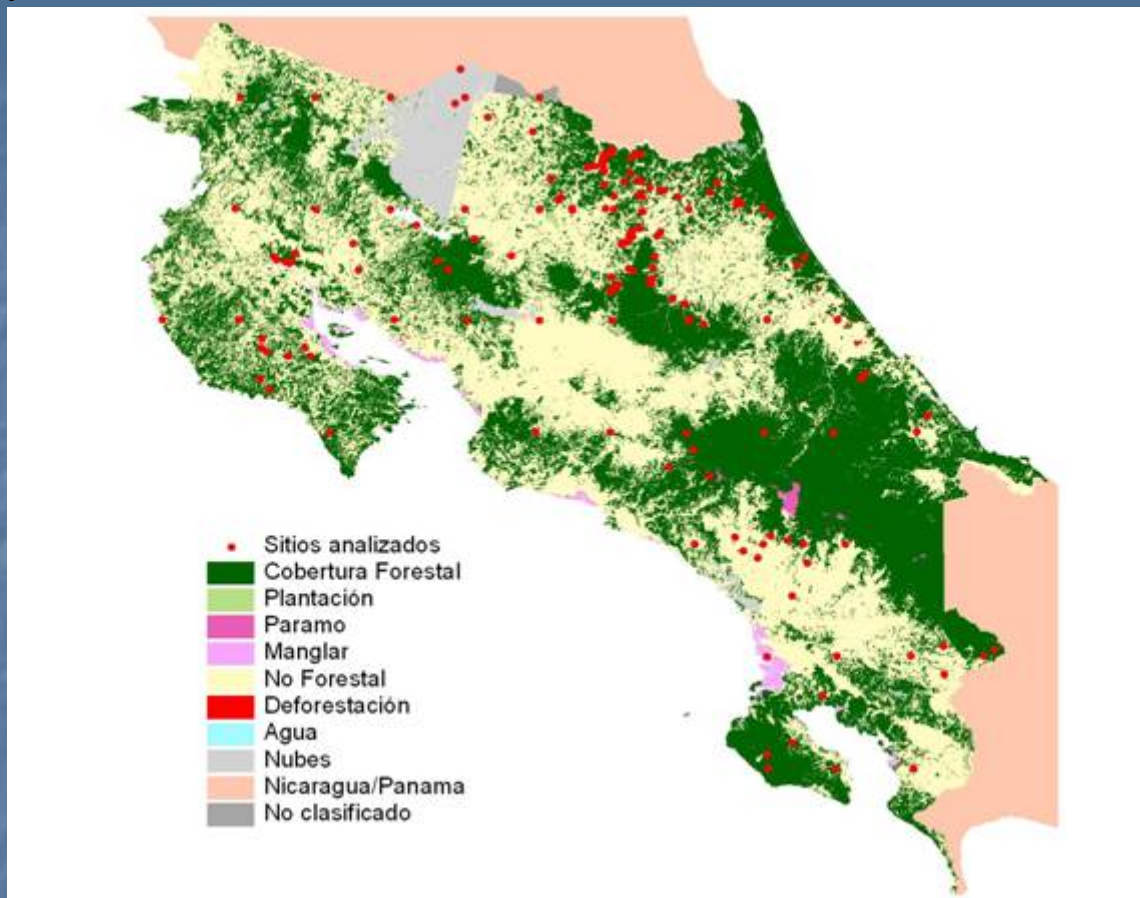 Sitios analizados
Cobertura Forestal
Plantación
Paramo
Manglar
No Forestal
Deforestación
Agua
Nubes
Nicaragua/Panama
No clasificado